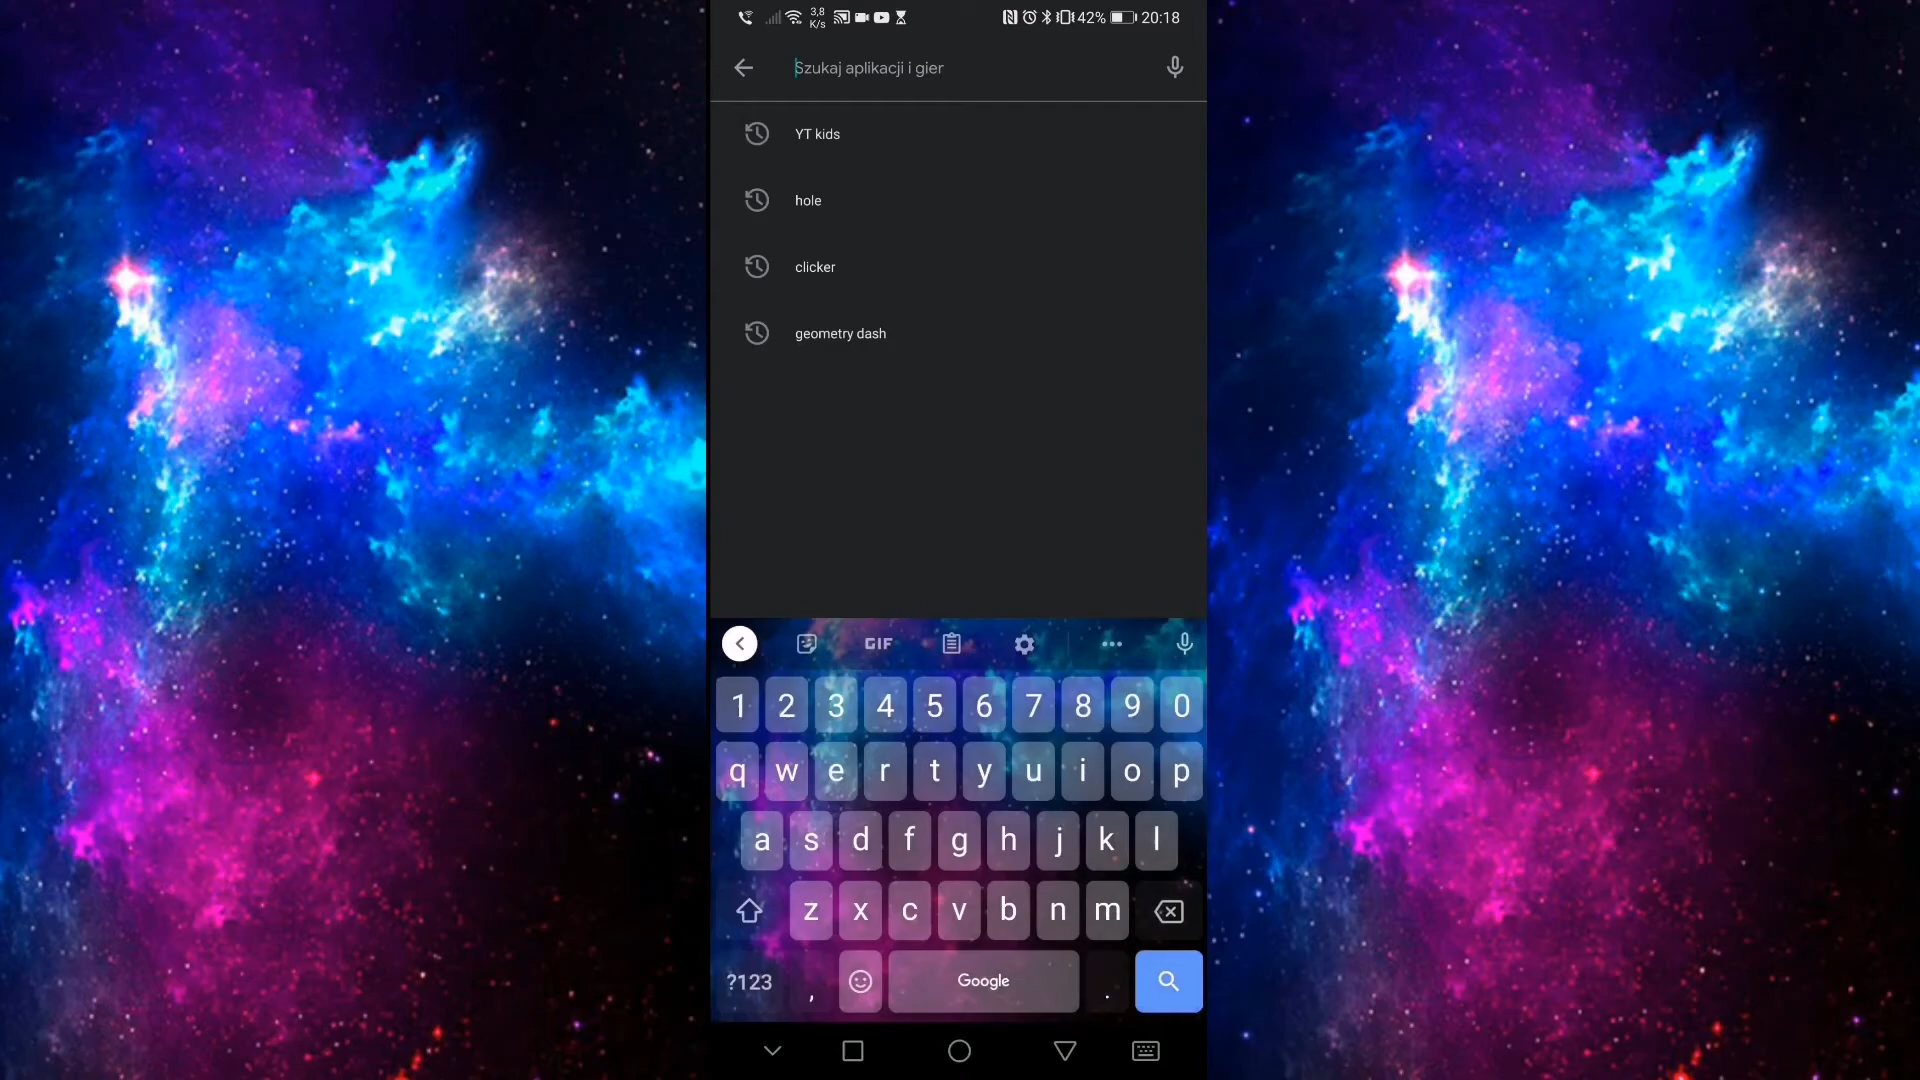 3,8 K/s 42% 20:18
Szukaj aplikacji i gier
YT kids
hole
clicker
geometry dash
GIF
1 2 3 4 5 6 7 8 9 0
q w e r t y u i o p
a s d f g h j k l
z x c v b n m
?123 , Google .